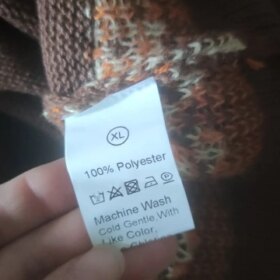 XL
100% Polyester
Machine Wash
Cold Gentle With
Like Color,